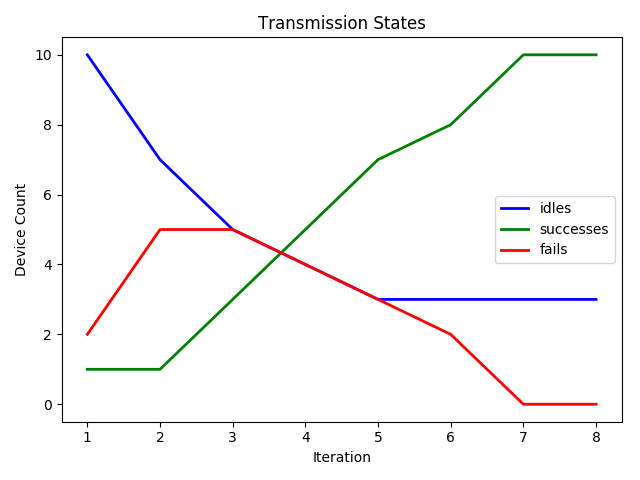 Transmission States
Device Count
10
8
6
4
2
0
idles
successes
fails
1 2 3 4 5 6 7 8
Iteration